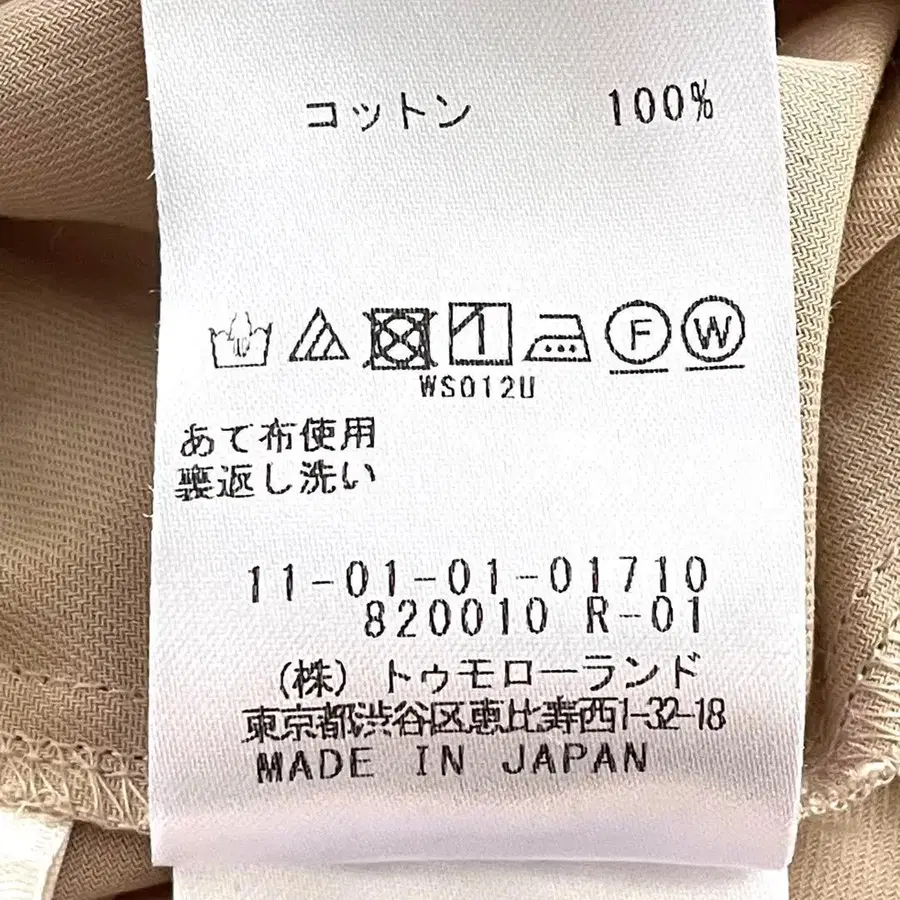 コットン 100%
F W
WS012U
あて布使用
裏返し洗い
11-01-01-01710
820010 R-01
(株)トゥモローランド
東京都渋谷区恵比寿西1-32-18
MADE IN JAPAN